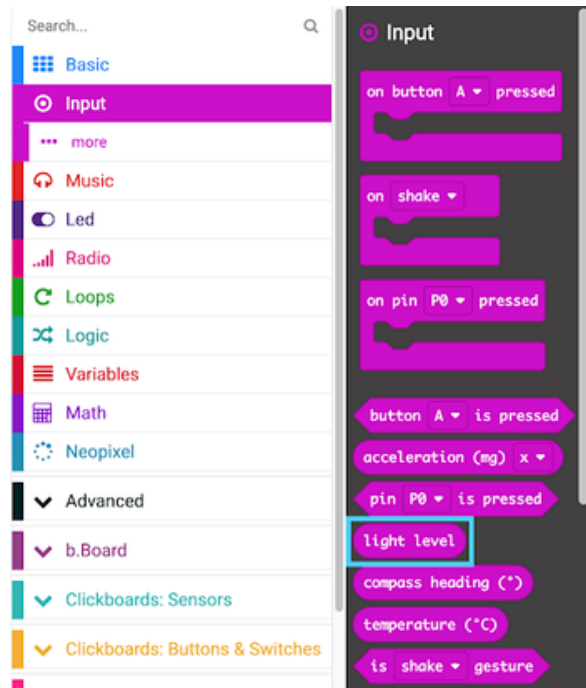 Search...
Basic
Input
more
Music
Led
Radio
Loops
Logic
Variables
Math
Neopixel
Advanced
b.Board
Clickboards: Sensors
Clickboards: Buttons & Switches
Input
on button A pressed
on shake
on pin P0 pressed
button A is pressed
acceleration (mg) x
pin P0 is pressed
light level
compass heading (°)
temperature (°C)
is shake gesture